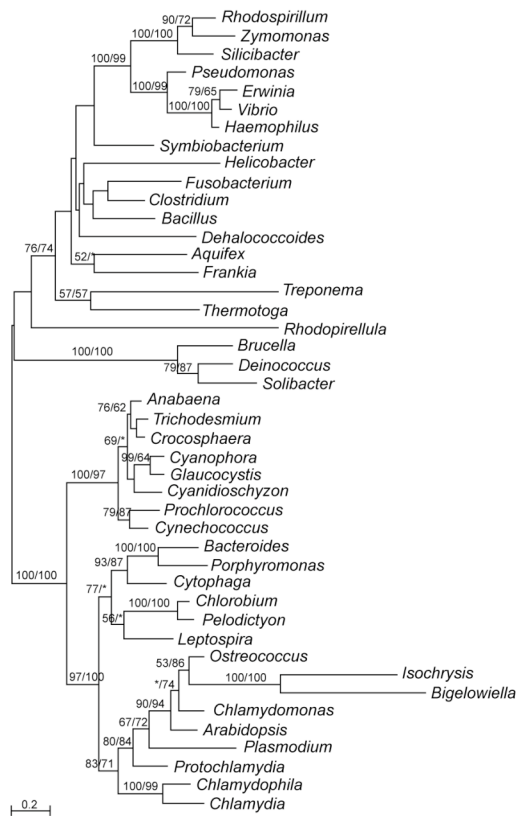 90/72 Rhodospirillum
100/100 Zymomonas
Silicibacter
100/99 Pseudomonas
100/99 79/65 Erwinia
100/100 Vibrio
Haemophilus
Symbiobacterium
Helicobacter
Fusobacterium
Clostridium
Bacillus
Dehalococcoides
76/74 52/* Aquifex
Frankia
57/57 Treponema
Thermotoga
Rhodopirellula
100/100 Brucella
79/87 Deinococcus
Solibacter
76/62 Anabaena
Trichodesmium
69/* Crocosphaera
99/64 Cyanophora
100/97 Glaucocystis
Cyanidioschyzon
79/87 Prochlorococcus
Cynechococcus
100/100 Bacteroides
93/87 Porphyromonas
100/100 77/* Cytophaga
100/100 Chlorobium
56/* Pelodictyon
Leptospira
53/86 Ostreococcus
97/100 */74 100/100 Isochrysis
Bigelowiella
90/94 Chlamydomonas
67/72 Arabidopsis
80/84 Plasmodium
83/71 Protochlamydia
100/99 Chlamydophila
0.2 Chlamydia